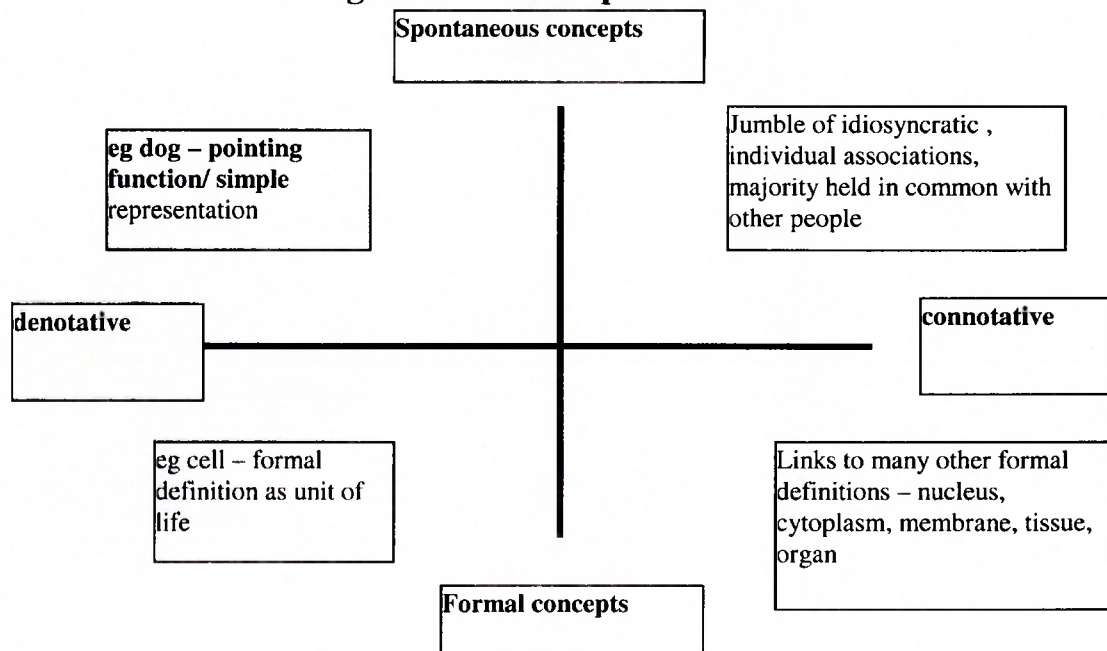 Spontaneous concepts
eg dog – pointing
function/ simple
representation
Jumble of idiosyncratic ,
individual associations,
majority held in common with
other people
denotative
connotative
eg cell – formal
definition as unit of
life
Links to many other formal
definitions – nucleus,
cytoplasm, membrane, tissue,
organ
Formal concepts